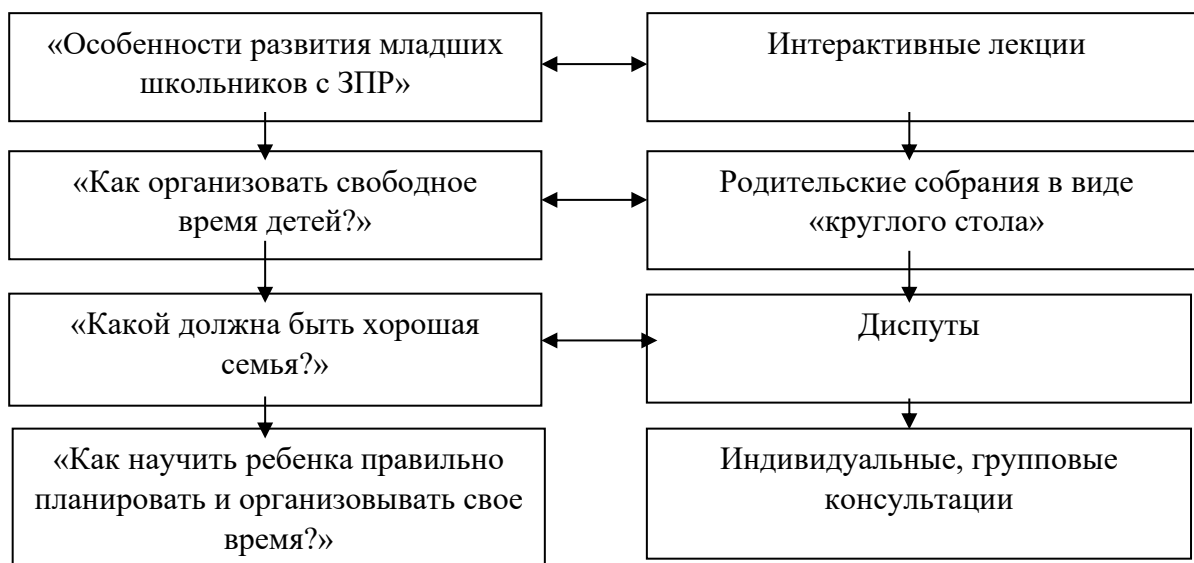 «Особенности развития младших
школьников с ЗПР»
Интерактивные лекции
«Как организовать свободное
время детей?»
Родительские собрания в виде
«круглого стола»
«Какой должна быть хорошая
семья?»
Диспуты
«Как научить ребенка правильно
планировать и организовывать свое
время?»
Индивидуальные, групповые
консультации